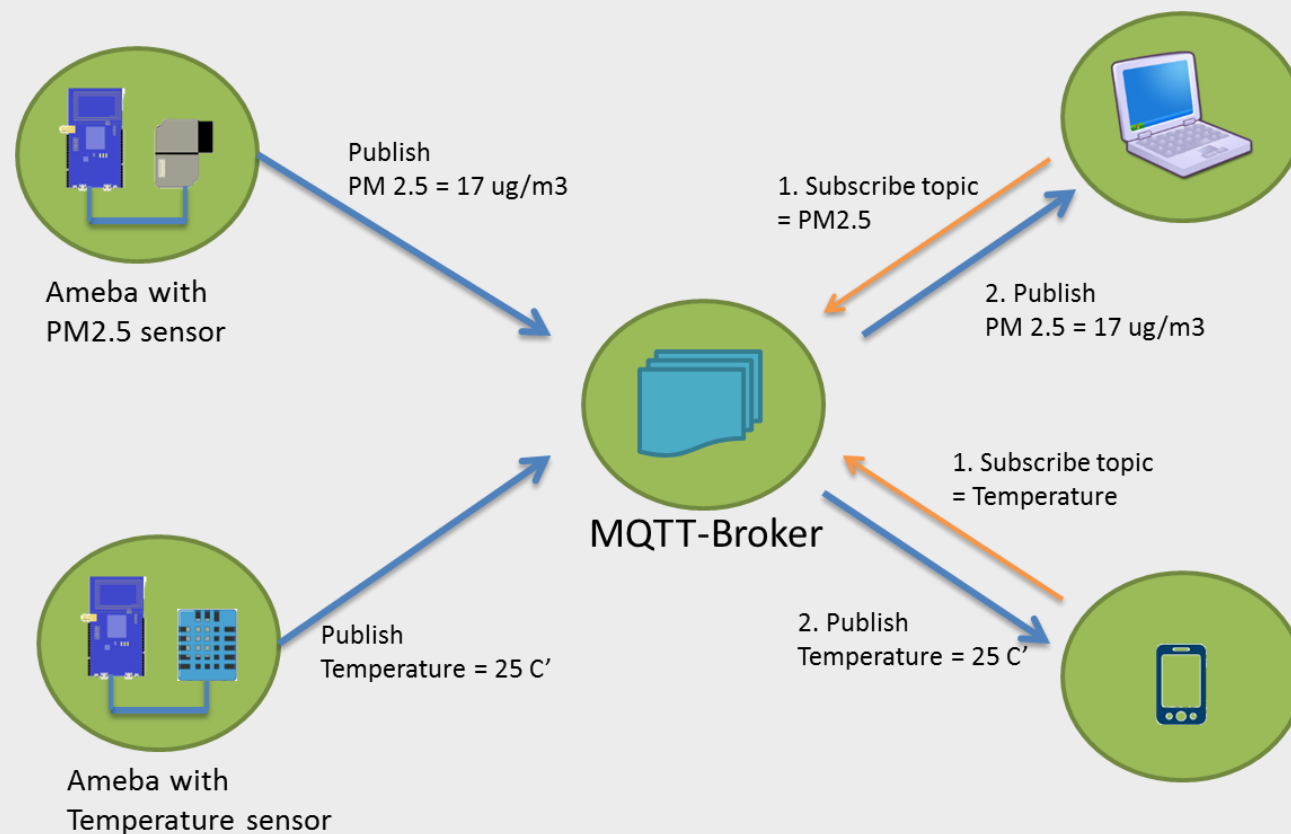 Publish
PM 2.5 = 17 ug/m3
Ameba with
PM2.5 sensor
1. Subscribe topic
= PM2.5
2. Publish
PM 2.5 = 17 ug/m3
MQTT-Broker
1. Subscribe topic
= Temperature
2. Publish
Temperature = 25 C’
Publish
Temperature = 25 C’
Ameba with
Temperature sensor